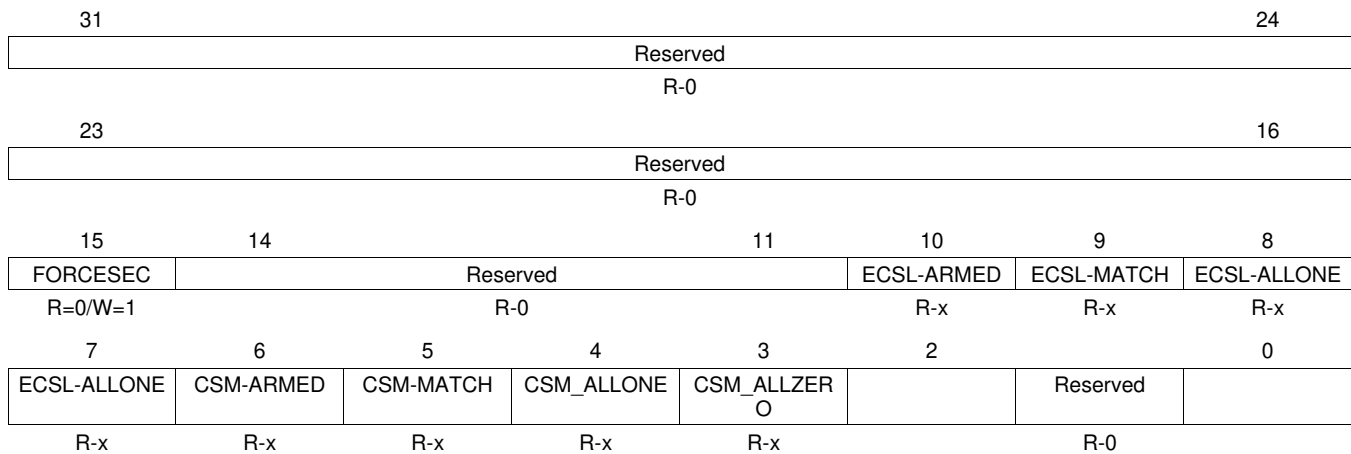 31 24
Reserved
R-0
23 16
Reserved
R-0
15 14 11 10 9 8
FORCESEC Reserved ECSL-ARMED ECSL-MATCH ECSL-ALLONE
R=0/W=1 R-0 R-x R-x R-x
7 6 5 4 3 2 0
ECSL-ALLONE CSM-ARMED CSM-MATCH CSM_ALLONE CSM_ALLZER Reserved
O
R-x R-x R-x R-x R-x R-0